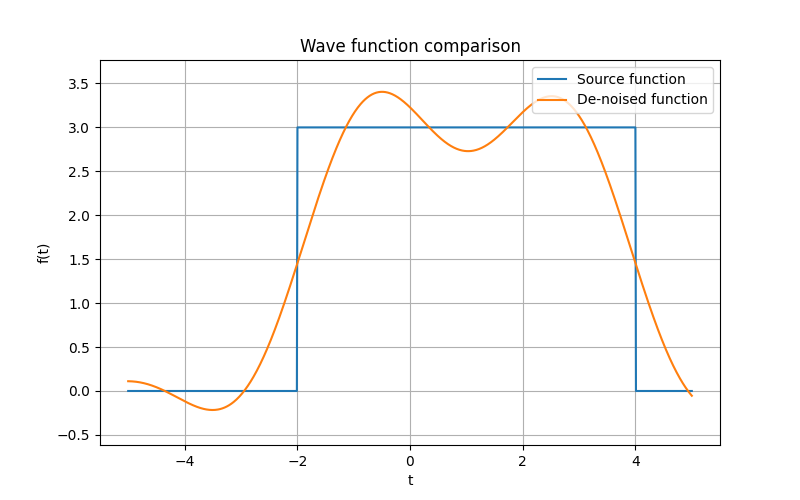 Wave function comparison
Source function
De-noised function
3.5
3.0
2.5
2.0
1.5
1.0
0.5
0.0
−0.5
f(t)
−4
−2
0
2
4
t